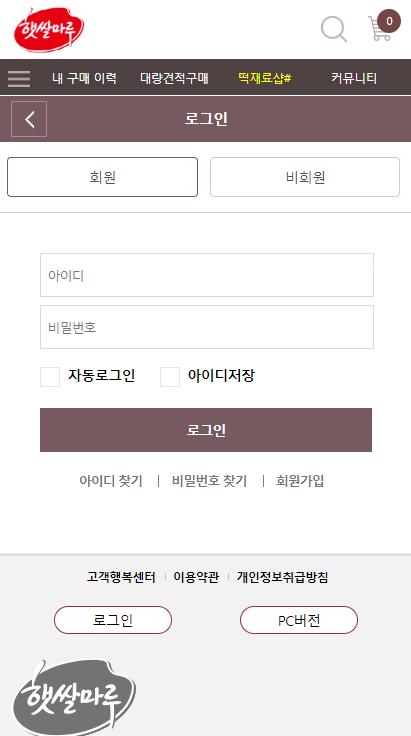 햇쌀마루
0
내 구매 이력 대량견적구매 떡재료샵# 커뮤니티
로그인
회원 비회원
아이디
비밀번호
자동로그인 아이디저장
로그인
아이디 찾기 | 비밀번호 찾기 | 회원가입
고객행복센터 | 이용약관 | 개인정보취급방침
로그인 PC버전
햇쌀마루